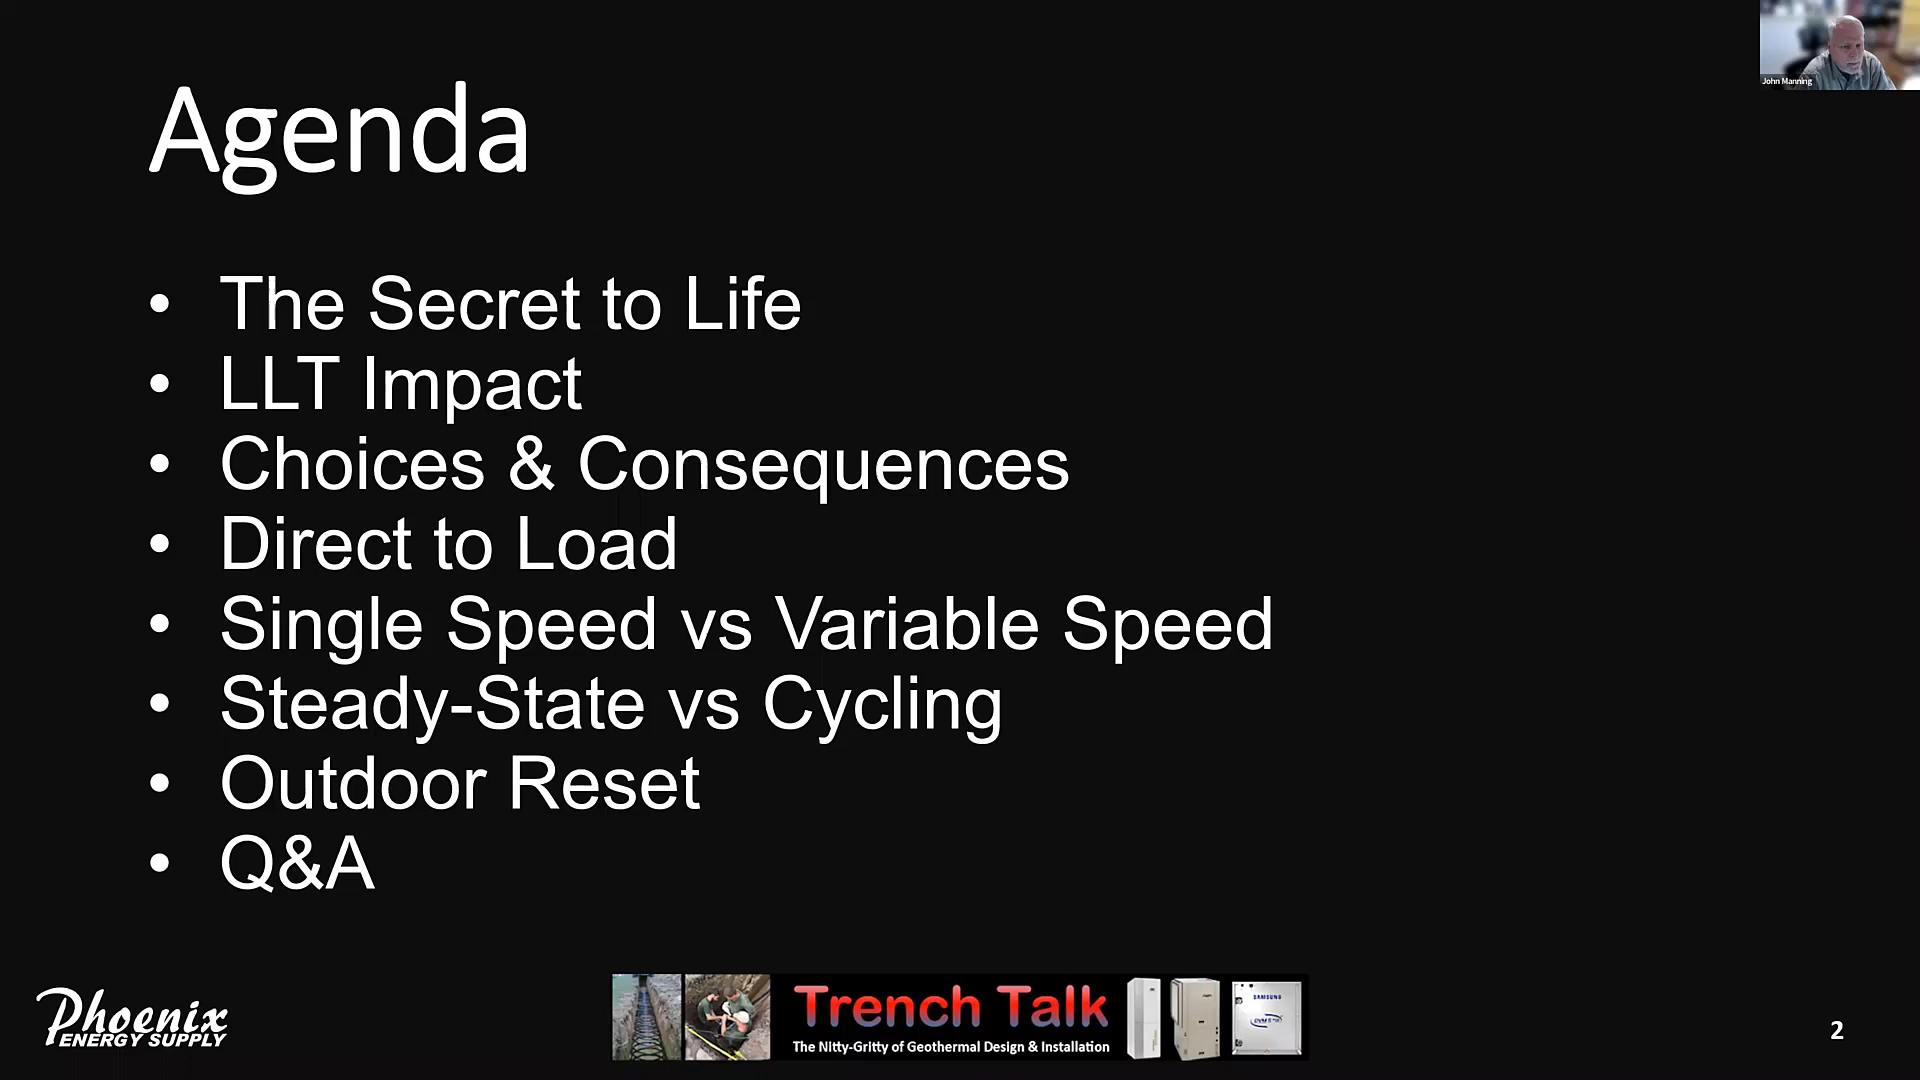 John Manning
Agenda
• The Secret to Life
• LLT Impact
• Choices & Consequences
• Direct to Load
• Single Speed vs Variable Speed
• Steady-State vs Cycling
• Outdoor Reset
• Q&A
Phoenix
ENERGY SUPPLY
Trench Talk
The Nitty-Gritty of Geothermal Design & Installation
SAMSUNG
2